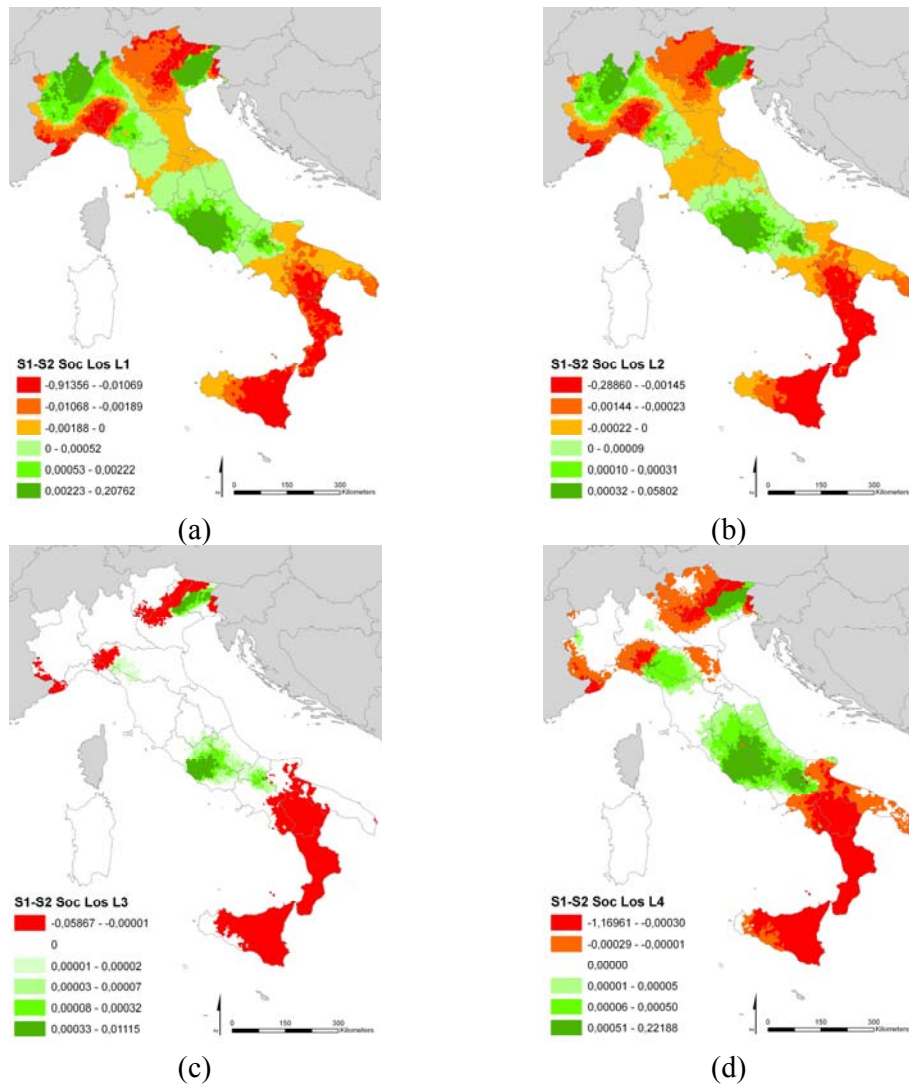 S1-S2 Soc Los L1
-0,91356 - -0,01069
-0,01068 - -0,00189
-0,00188 - 0
0 - 0,00052
0,00053 - 0,00222
0,00223 - 0,20762
0 150 300
Kilometers
(a)
S1-S2 Soc Los L2
-0,28860 - -0,00145
-0,00144 - -0,00023
-0,00022 - 0
0 - 0,00009
0,00010 - 0,00031
0,00032 - 0,05802
0 150 300
Kilometers
(b)
S1-S2 Soc Los L3
-0,05867 - -0,00001
0
0,00001 - 0,00002
0,00003 - 0,00007
0,00008 - 0,00032
0,00033 - 0,01115
0 150 300
Kilometers
(c)
S1-S2 Soc Los L4
-1,16961 - -0,00030
-0,00029 - -0,00001
0,00000
0,00001 - 0,00005
0,00006 - 0,00050
0,00051 - 0,22188
0 150 300
Kilometers
(d)